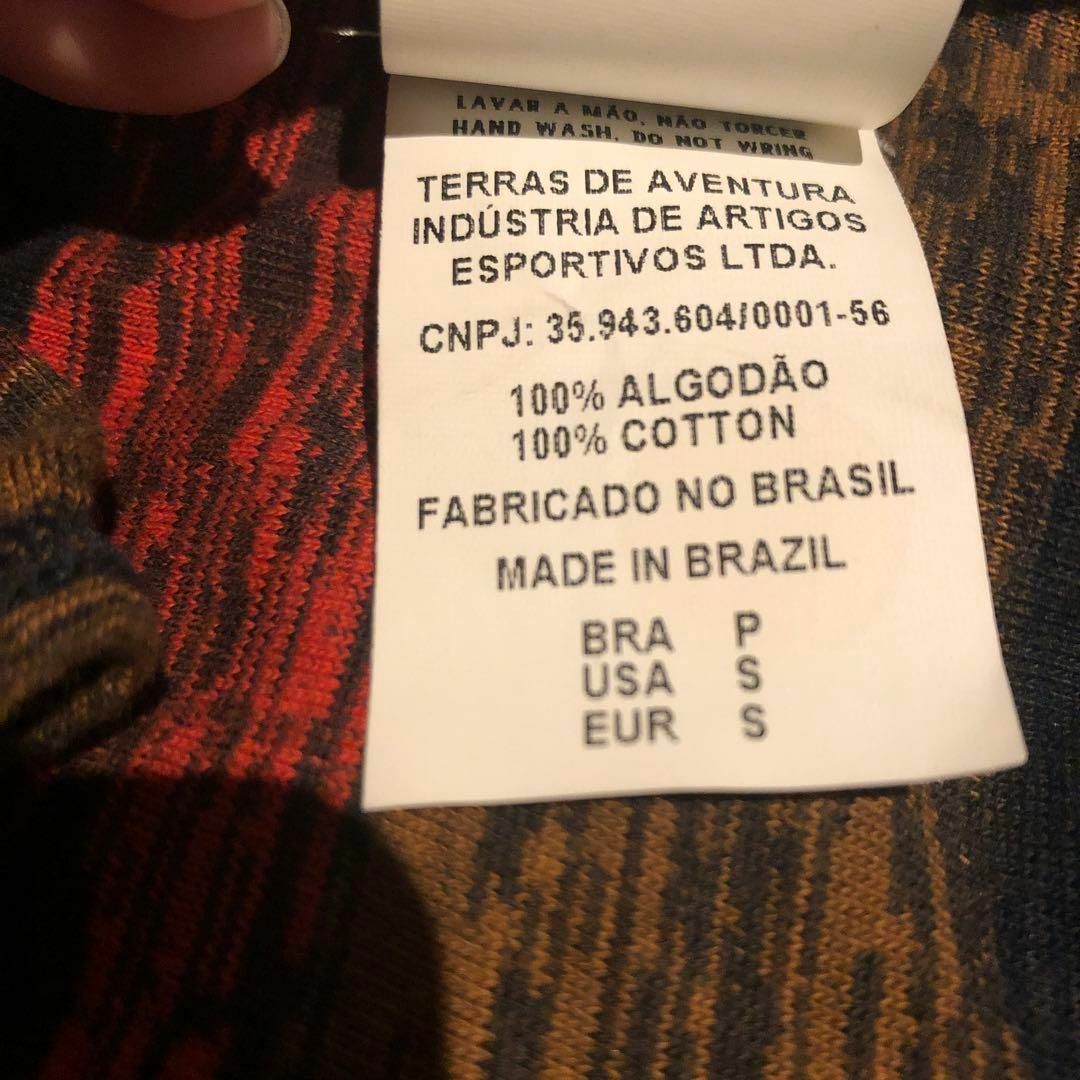 LAVAR A MÃO, NÃO TORCER
HAND WASH, DO NOT WRING
TERRAS DE AVENTURA
INDÚSTRIA DE ARTIGOS
ESPORTIVOS LTDA.
CNPJ: 35.943.604/0001-56
100% ALGODÃO
100% COTTON
FABRICADO NO BRASIL
MADE IN BRAZIL
BRA P
USA S
EUR S